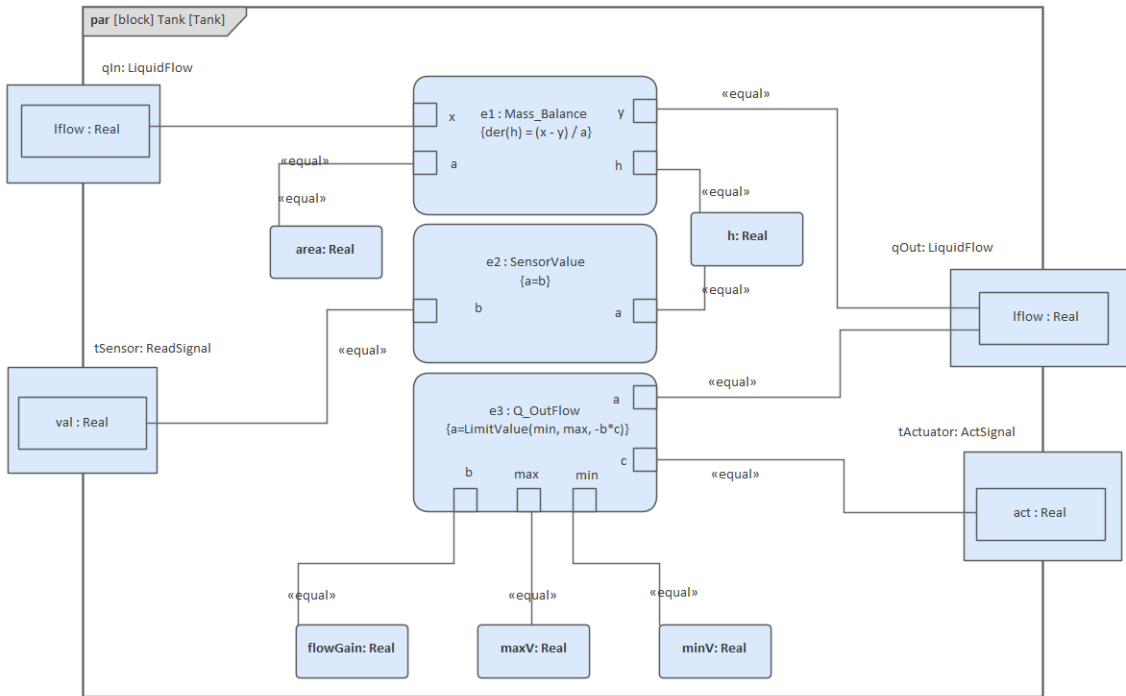 par [block] Tank [Tank]
qIn: LiquidFlow
lflow : Real
x
e1 : Mass_Balance
{der(h) = (x - y) / a}
y
«equal»
«equal»
a
h
«equal»
«equal»
area: Real
h: Real
e2 : SensorValue
{a=b}
b
a
«equal»
qOut: LiquidFlow
lflow : Real
tSensor: ReadSignal
«equal»
val : Real
e3 : Q_OutFlow
{a=LimitValue(min, max, -b*c)}
a
«equal»
c
«equal»
b
max
min
tActuator: ActSignal
act : Real
«equal»
«equal»
«equal»
flowGain: Real
maxV: Real
minV: Real